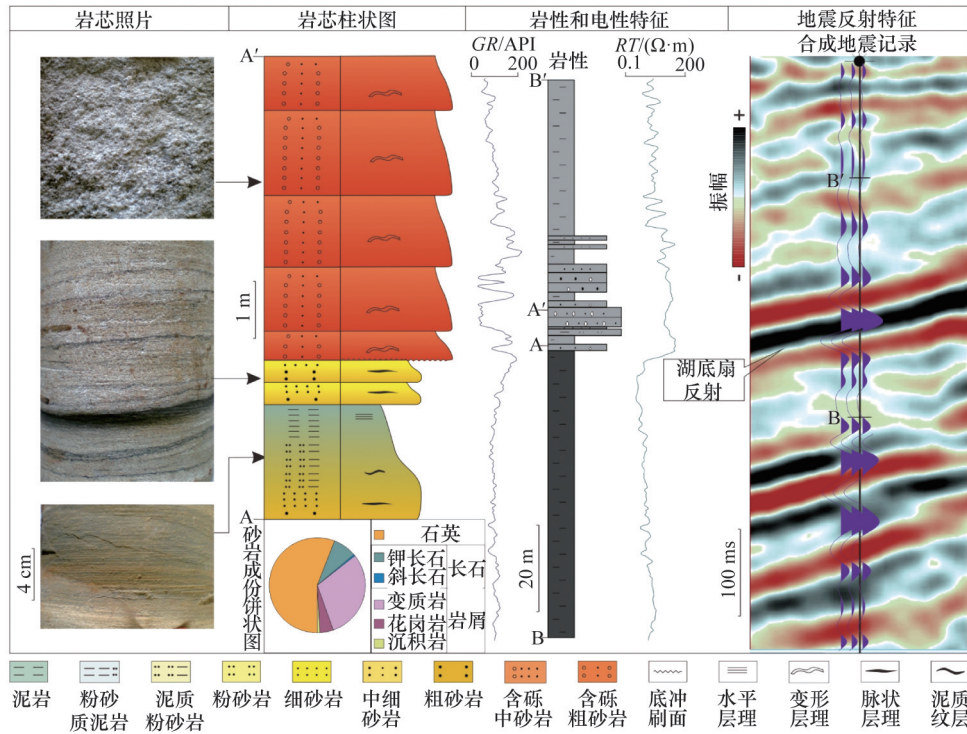 岩芯照片
岩芯柱状图
岩性和电性特征
地震反射特征
A′
1 m
A
4 cm
砂岩成份饼状图
石英
钾长石
斜长石
长石
变质岩
花岗岩
沉积岩
岩屑
GR/API
0 200
岩性
RT/(Ω·m)
0.1 200
B′
A′
A
20 m
B
合成地震记录
+
振幅
-
B′
湖底扇
反射
B
100 ms
泥岩
粉砂
质泥岩
泥质
粉砂岩
粉砂岩
细砂岩
中细
砂岩
粗砂岩
含砾
中砂岩
含砾
粗砂岩
底冲
刷面
水平
层理
变形
层理
脉状
层理
泥质
纹层